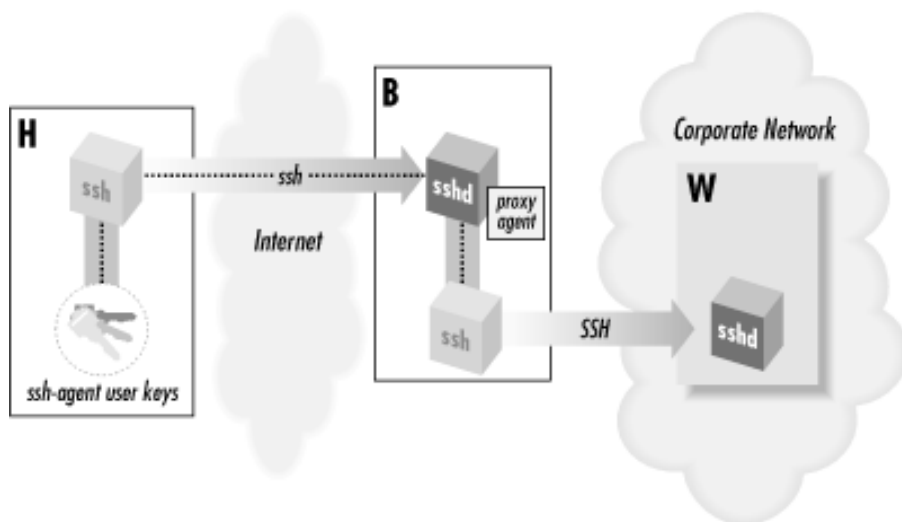 H
ssh
ssh-agent user keys
ssh
Internet
B
sshd
proxy
agent
ssh
SSH
Corporate Network
W
sshd